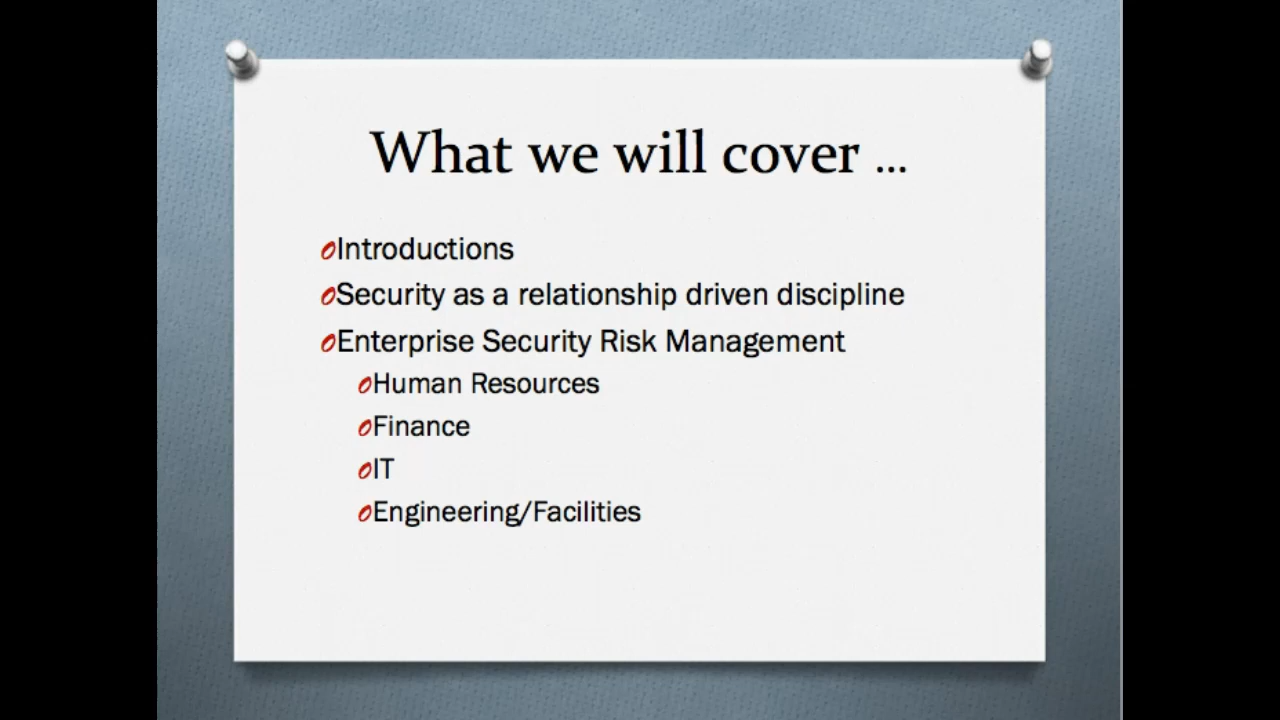 What we will cover ...
Introductions
Security as a relationship driven discipline
Enterprise Security Risk Management
Human Resources
Finance
IT
Engineering/Facilities